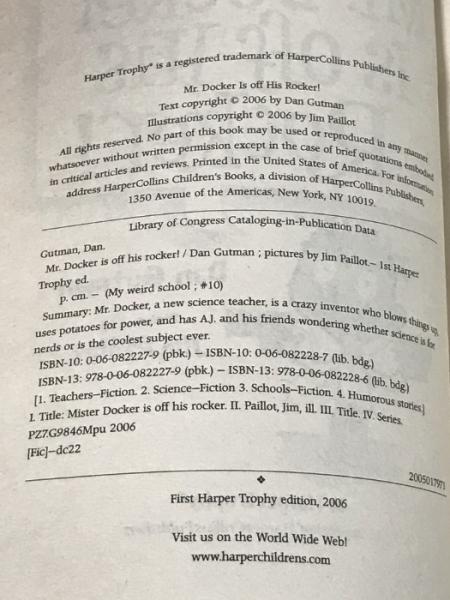 Harper Trophy® is a registered trademark of HarperCollins Publishers Inc.
Mr. Docker Is off His Rocker!
Text copyright © 2006 by Dan Gutman
Illustrations copyright © 2006 by Jim Paillot
All rights reserved. No part of this book may be used or reproduced in any manner
whatsoever without written permission except in the case of brief quotations embodied
in critical articles and reviews. Printed in the United States of America. For information
address HarperCollins Children's Books, a division of HarperCollins Publishers,
1350 Avenue of the Americas, New York, NY 10019.
Library of Congress Cataloging-in-Publication Data
Gutman, Dan.
Mr. Docker is off his rocker! / Dan Gutman ; pictures by Jim Paillot.— 1st Harper
Trophy ed.
p. cm. — (My weird school ; #10)
Summary: Mr. Docker, a new science teacher, is a crazy inventor who blows things up,
uses potatoes for power, and has A.J. and his friends wondering whether science is for
nerds or is the coolest subject ever.
ISBN-10: 0-06-082227-9 (pbk.) — ISBN-10: 0-06-082228-7 (lib. bdg.)
ISBN-13: 978-0-06-082227-9 (pbk.) — ISBN-13: 978-0-06-082228-6 (lib. bdg.)
[1. Teachers—Fiction. 2. Science—Fiction 3. Schools—Fiction. 4. Humorous stories.]
I. Title: Mister Docker is off his rocker. II. Paillot, Jim, ill. III. Title. IV. Series.
PZ7.G9846Mpu 2006
[Fic]—dc22
2005017971
❖
First Harper Trophy edition, 2006
Visit us on the World Wide Web!
www.harperchildrens.com